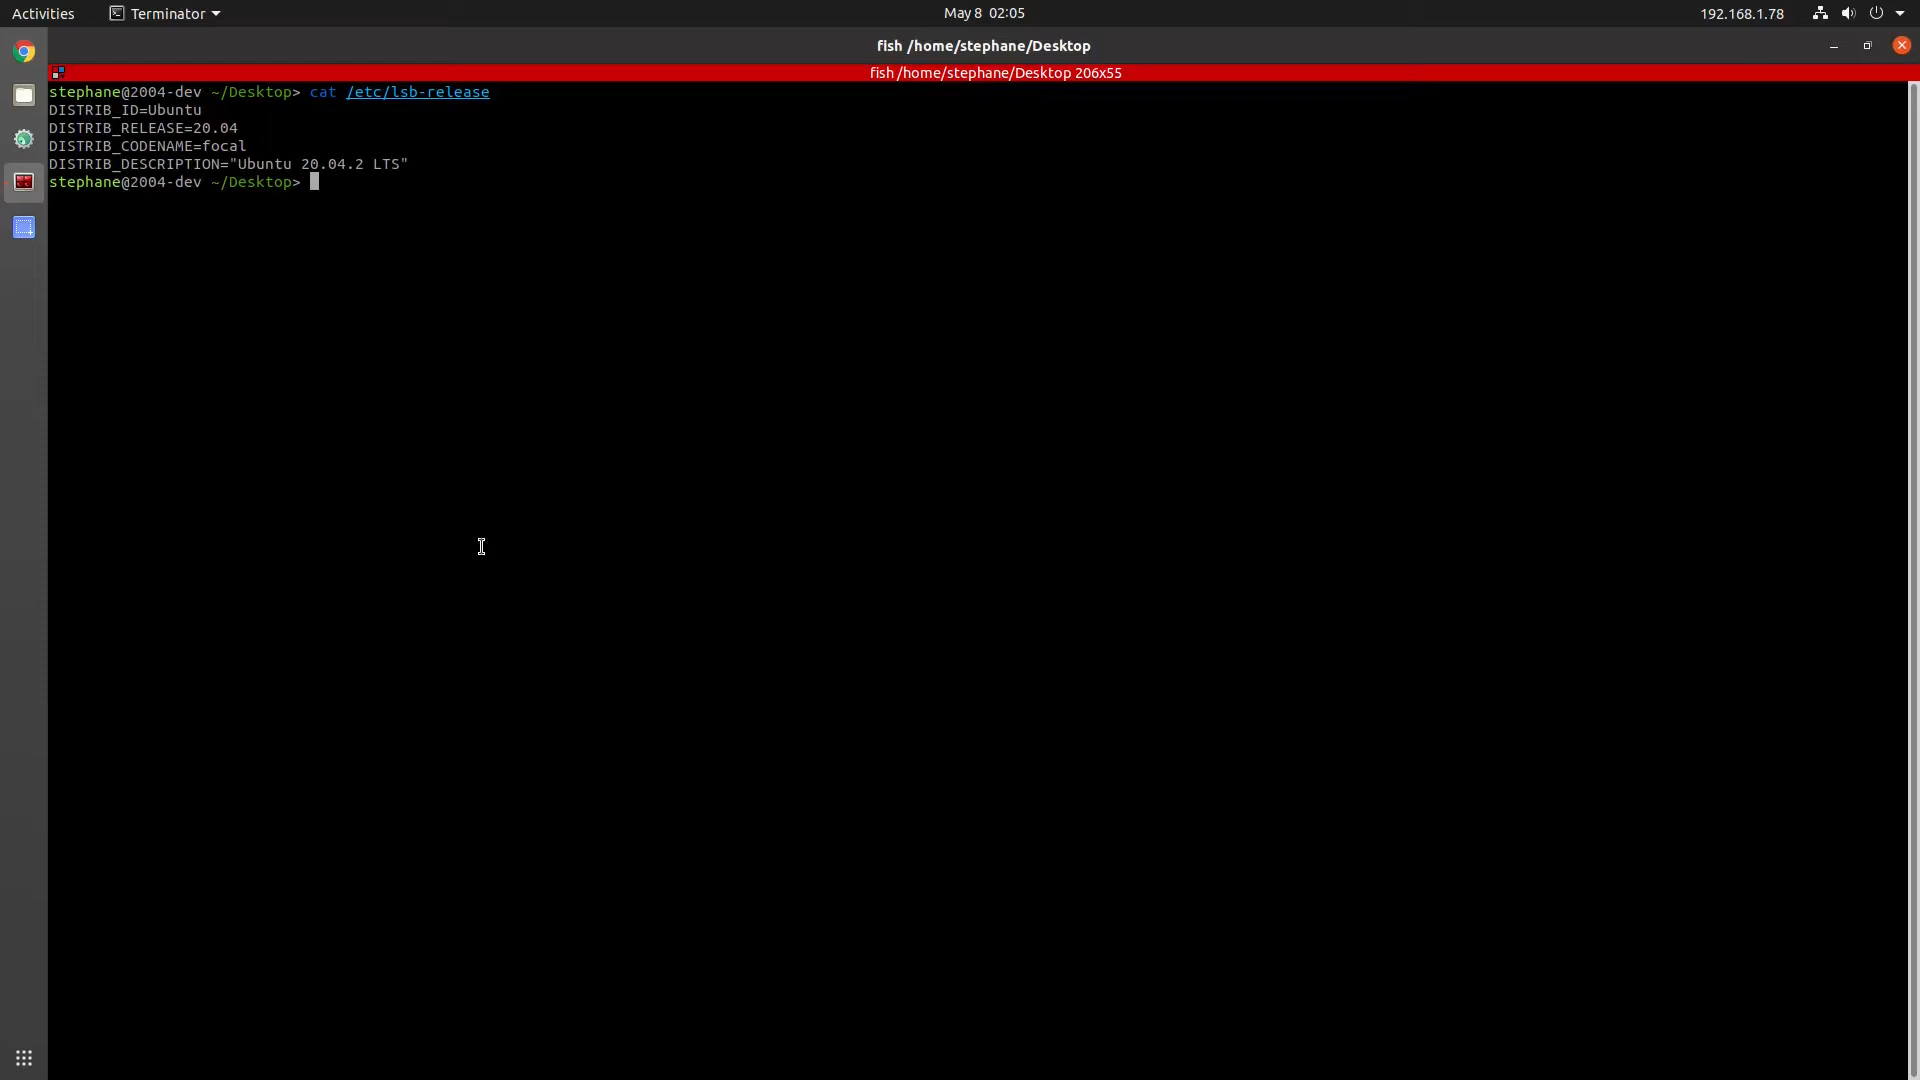 Activities Terminator May 8 02:05 192.168.1.78
fish /home/stephane/Desktop
fish /home/stephane/Desktop 206x55
stephane@2004-dev ~/Desktop> cat /etc/lsb-release
DISTRIB_ID=Ubuntu
DISTRIB_RELEASE=20.04
DISTRIB_CODENAME=focal
DISTRIB_DESCRIPTION="Ubuntu 20.04.2 LTS"
stephane@2004-dev ~/Desktop>